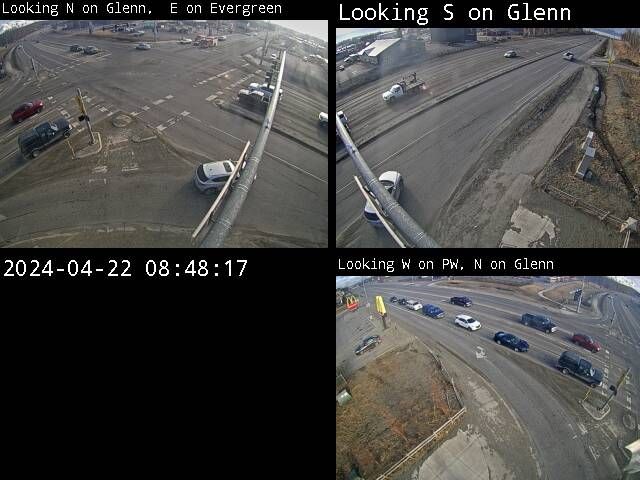 Looking N on Glenn,  E on Evergreen
Looking S on Glenn
2024-04-22 08:48:17
Looking W on PW, N on Glenn